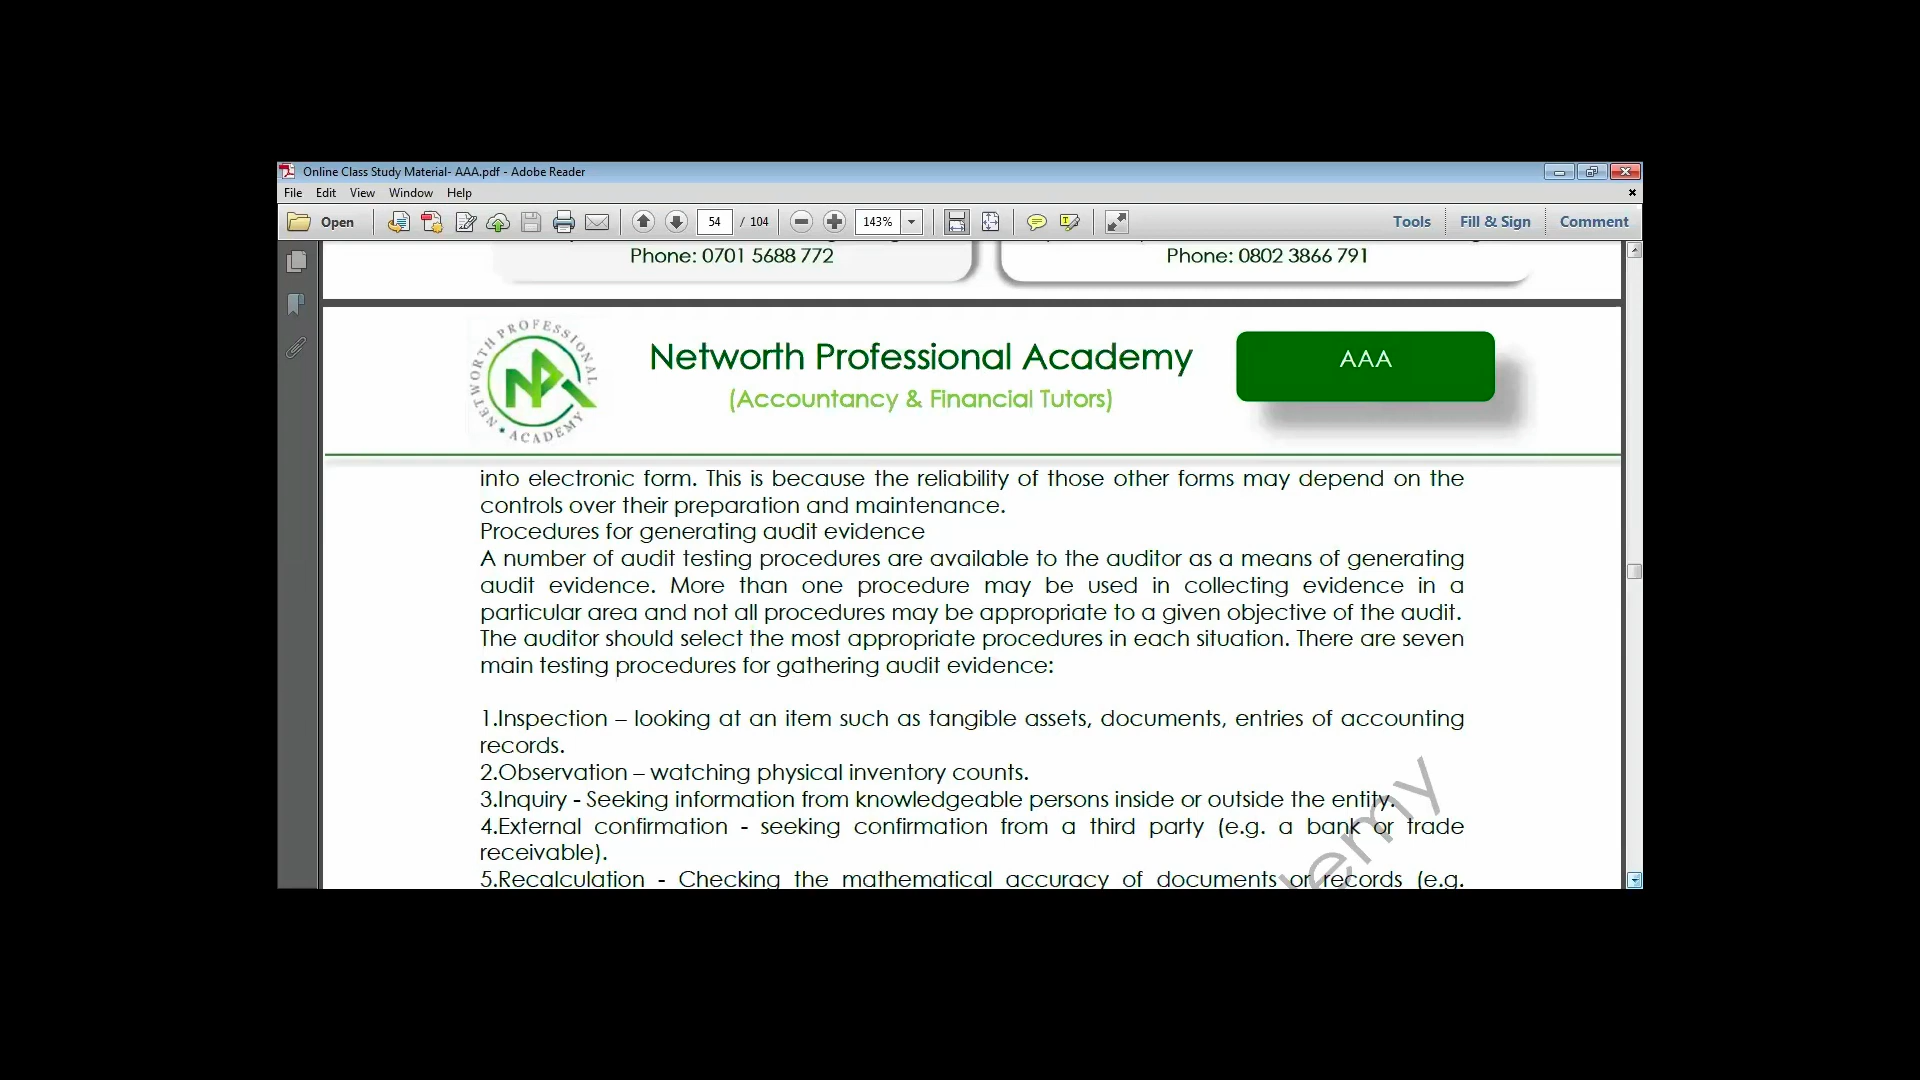 Online Class Study Material- AAA.pdf - Adobe Reader
File Edit View Window Help
Open 54 / 104 143% Tools Fill & Sign Comment
Phone: 0701 5688 772 Phone: 0802 3866 791
NETWORTH PROFESSIONAL ACADEMY
Networth Professional Academy
(Accountancy & Financial Tutors)
AAA
into electronic form. This is because the reliability of those other forms may depend on the
controls over their preparation and maintenance.
Procedures for generating audit evidence
A number of audit testing procedures are available to the auditor as a means of generating
audit evidence. More than one procedure may be used in collecting evidence in a
particular area and not all procedures may be appropriate to a given objective of the audit.
The auditor should select the most appropriate procedures in each situation. There are seven
main testing procedures for gathering audit evidence:
1.Inspection – looking at an item such as tangible assets, documents, entries of accounting
records.
2.Observation – watching physical inventory counts.
3.Inquiry - Seeking information from knowledgeable persons inside or outside the entity.
4.External confirmation - seeking confirmation from a third party (e.g. a bank or trade
receivable).
5.Recalculation - Checking the mathematical accuracy of documents or records (e.g.